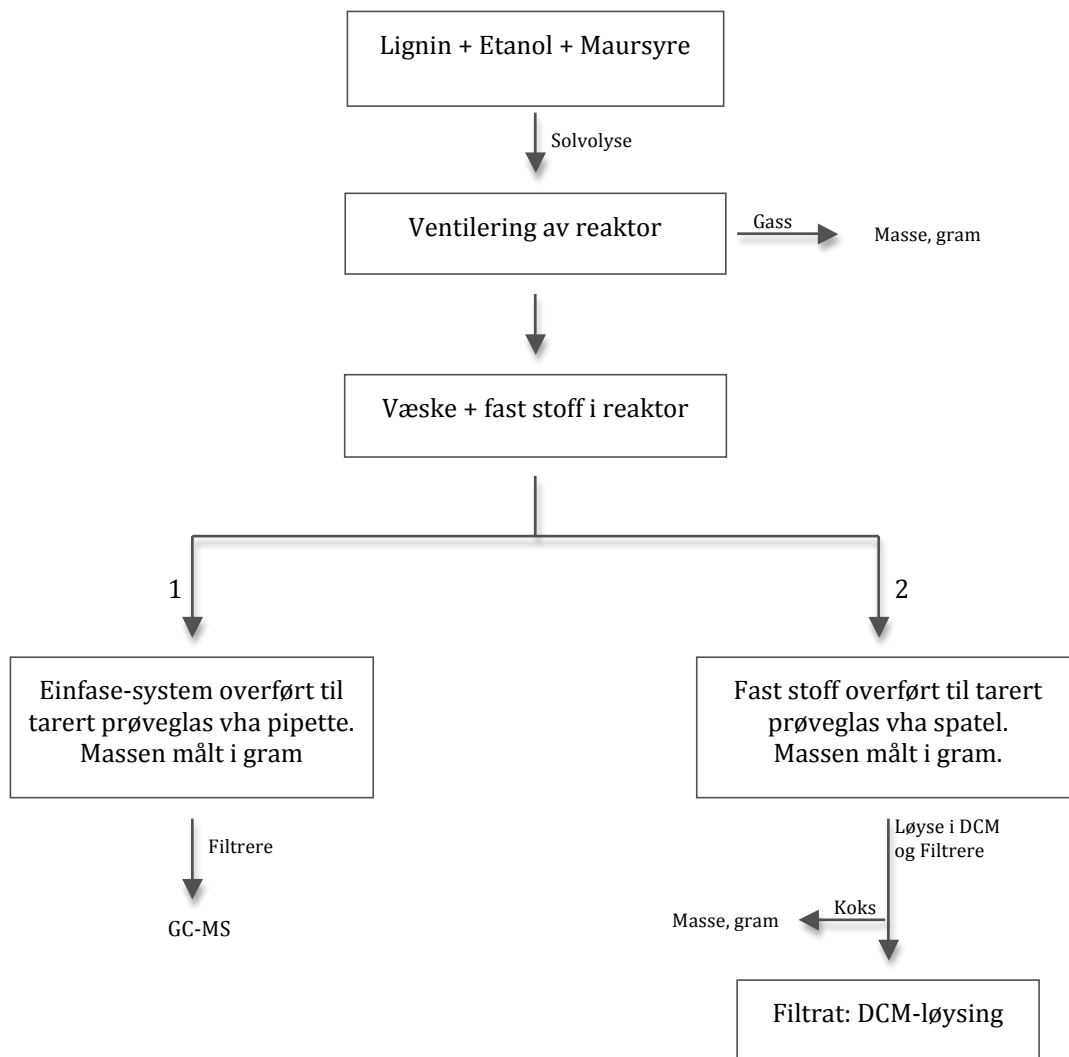 Lignin + Etanol + Maursyre
Solvolyse
Ventilering av reaktor
Gass
Masse, gram
Væske + fast stoff i reaktor
1
2
Einfase-system overført til
tarert prøveglas vha pipette.
Massen målt i gram
Fast stoff overført til tarert
prøveglas vha spatel.
Massen målt i gram.
Filtrere
GC-MS
Løyse i DCM
og Filtrere
Koks
Masse, gram
Filtrat: DCM-løysing